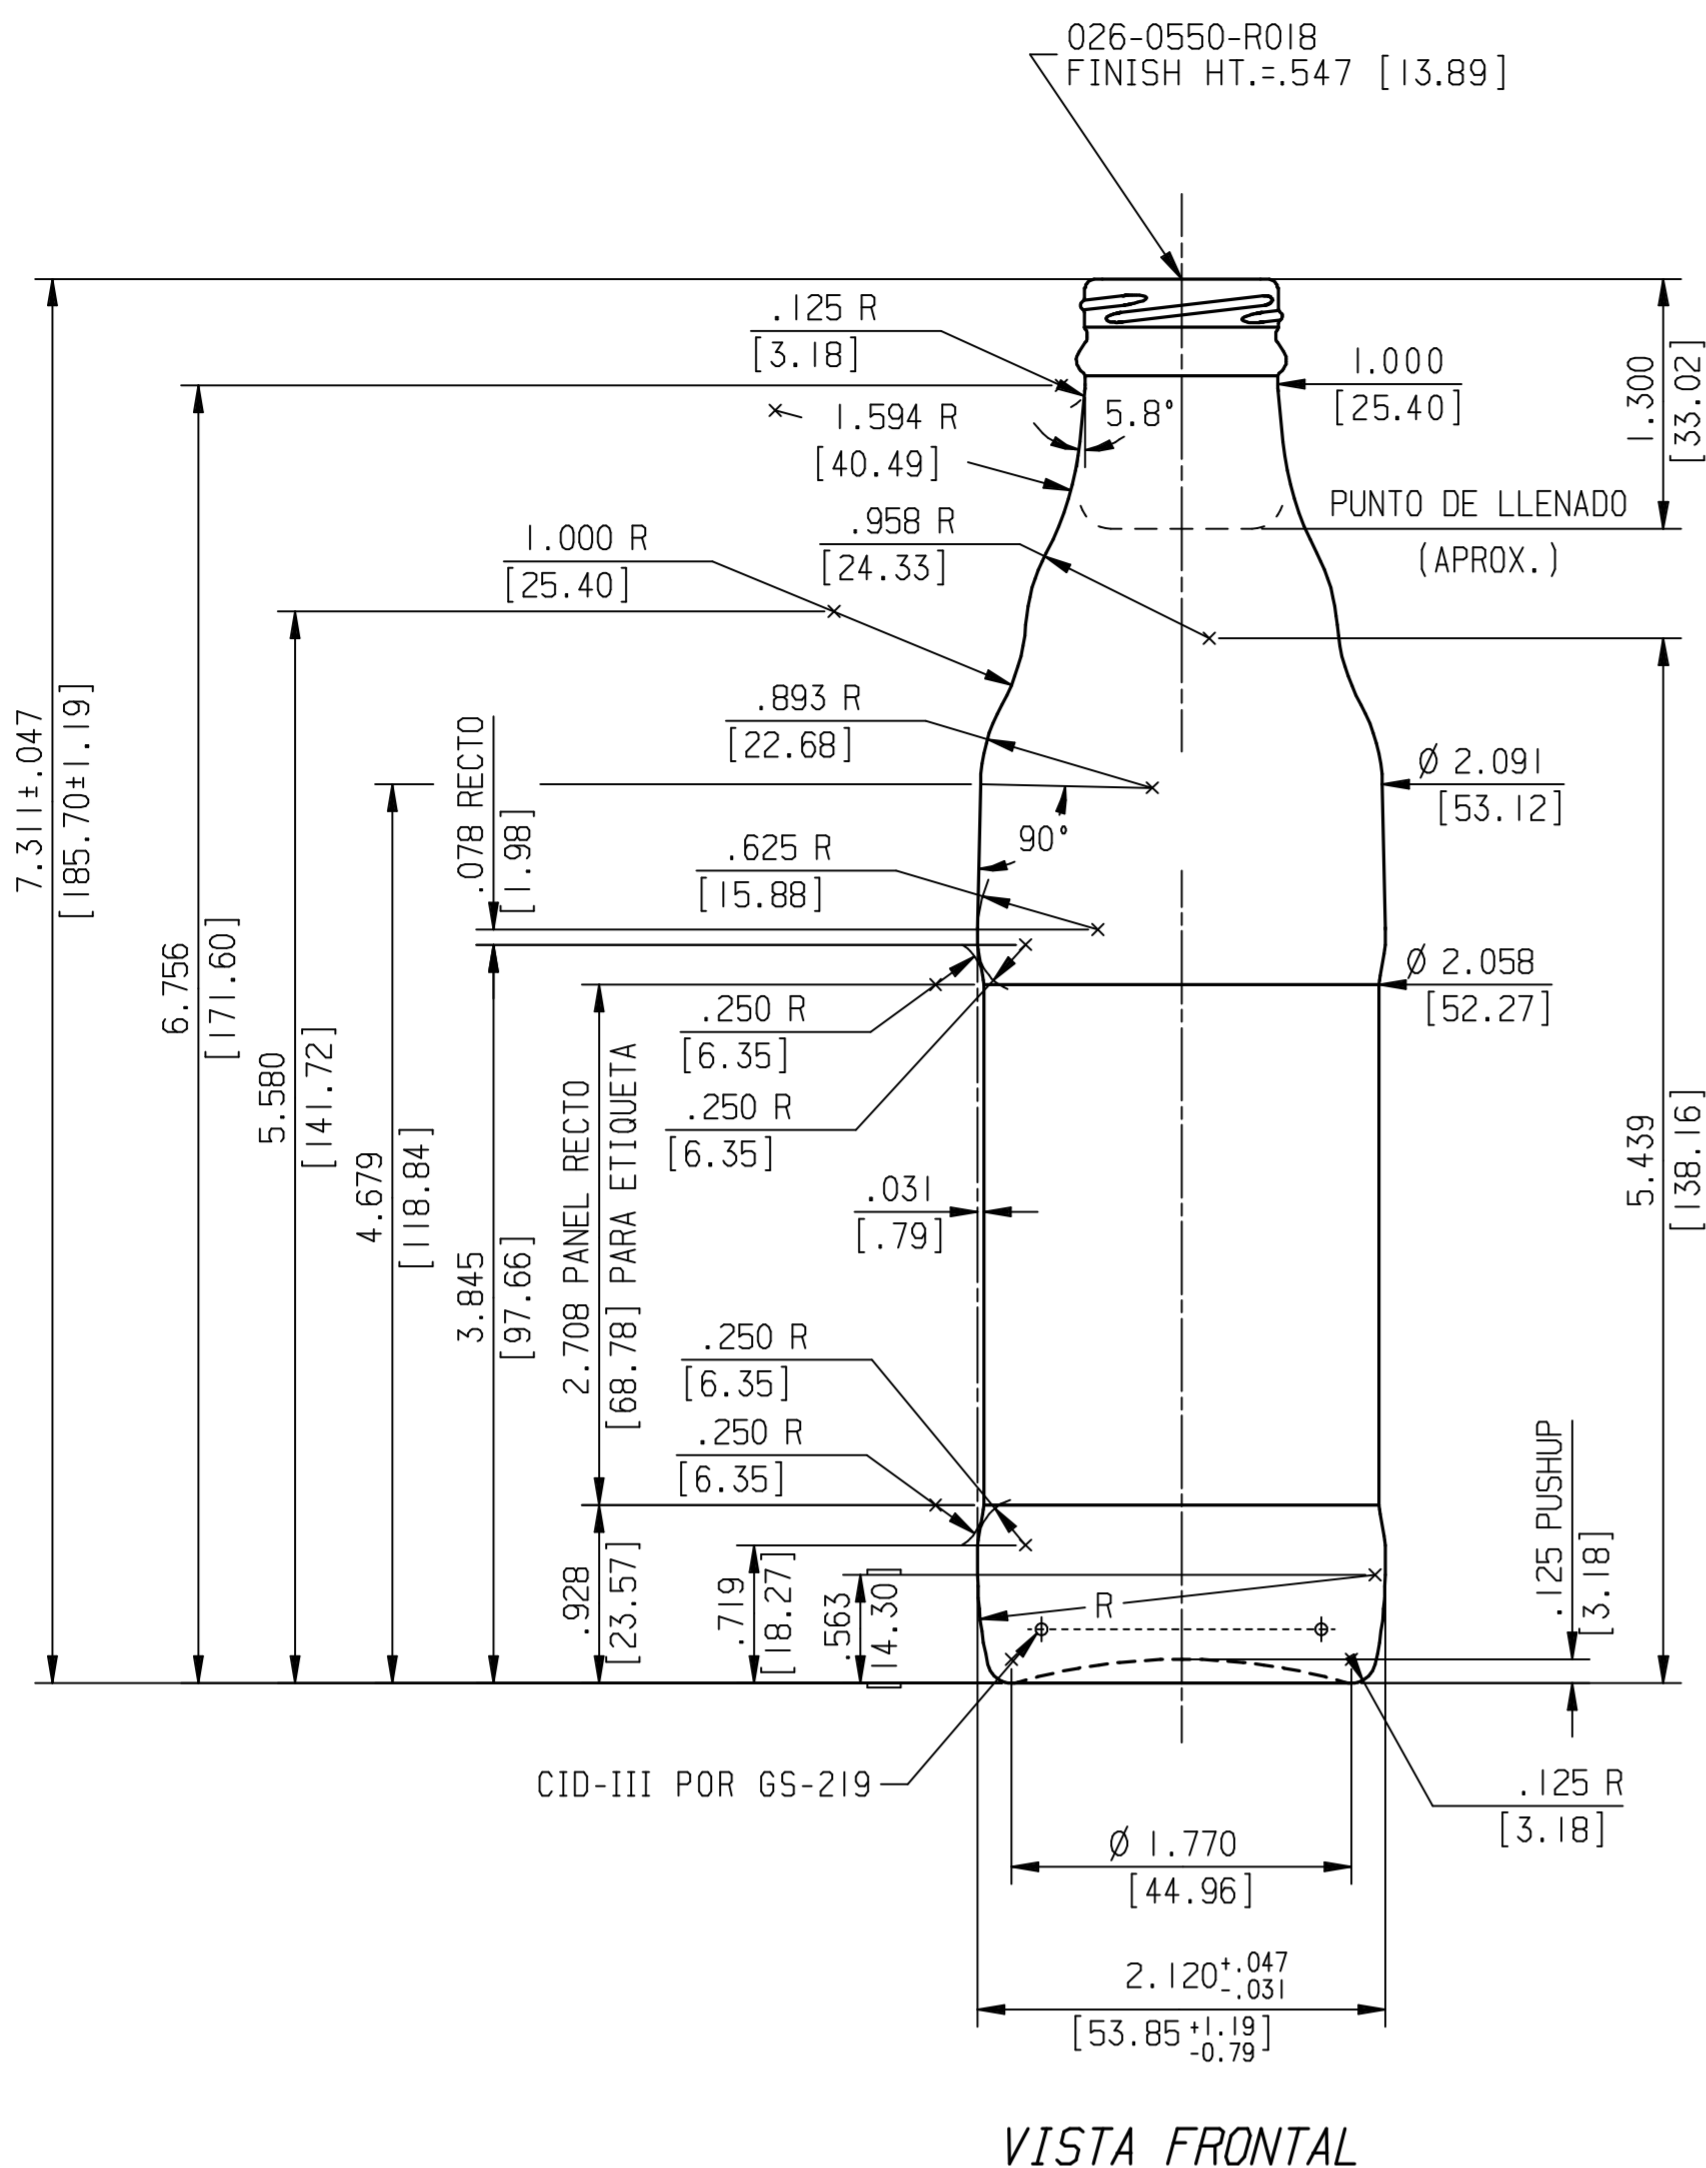 026-0550-R018
FINISH HT.=.547 [13.89]
.125 R
[3.18]
1.000
[25.40]
1.300
[33.02]
5.8°
1.594 R
[40.49]
PUNTO DE LLENADO
(APROX.)
.958 R
[24.33]
1.000 R
[25.40]
.893 R
[22.68]
7.311±.047
[185.70±1.19]
.078 RECTO
[1.98]
Ø 2.091
[53.12]
90°
.625 R
[15.88]
6.756
[171.60]
Ø 2.058
[52.27]
.250 R
[6.35]
5.580
[141.72]
.250 R
[6.35]
4.679
[118.84]
5.439
[138.16]
.031
[.79]
3.845
[97.66]
2.708 PANEL RECTO
[68.78] PARA ETIQUETA
.250 R
[6.35]
.250 R
[6.35]
.125 PUSHUP
[3.18]
.928
[23.57]
.719
[18.27]
.563
[14.30]
R
CID-III POR GS-219
.125 R
[3.18]
Ø 1.770
[44.96]
2.120 +.047 -.031
[53.85 +1.19 -0.79]
VISTA FRONTAL